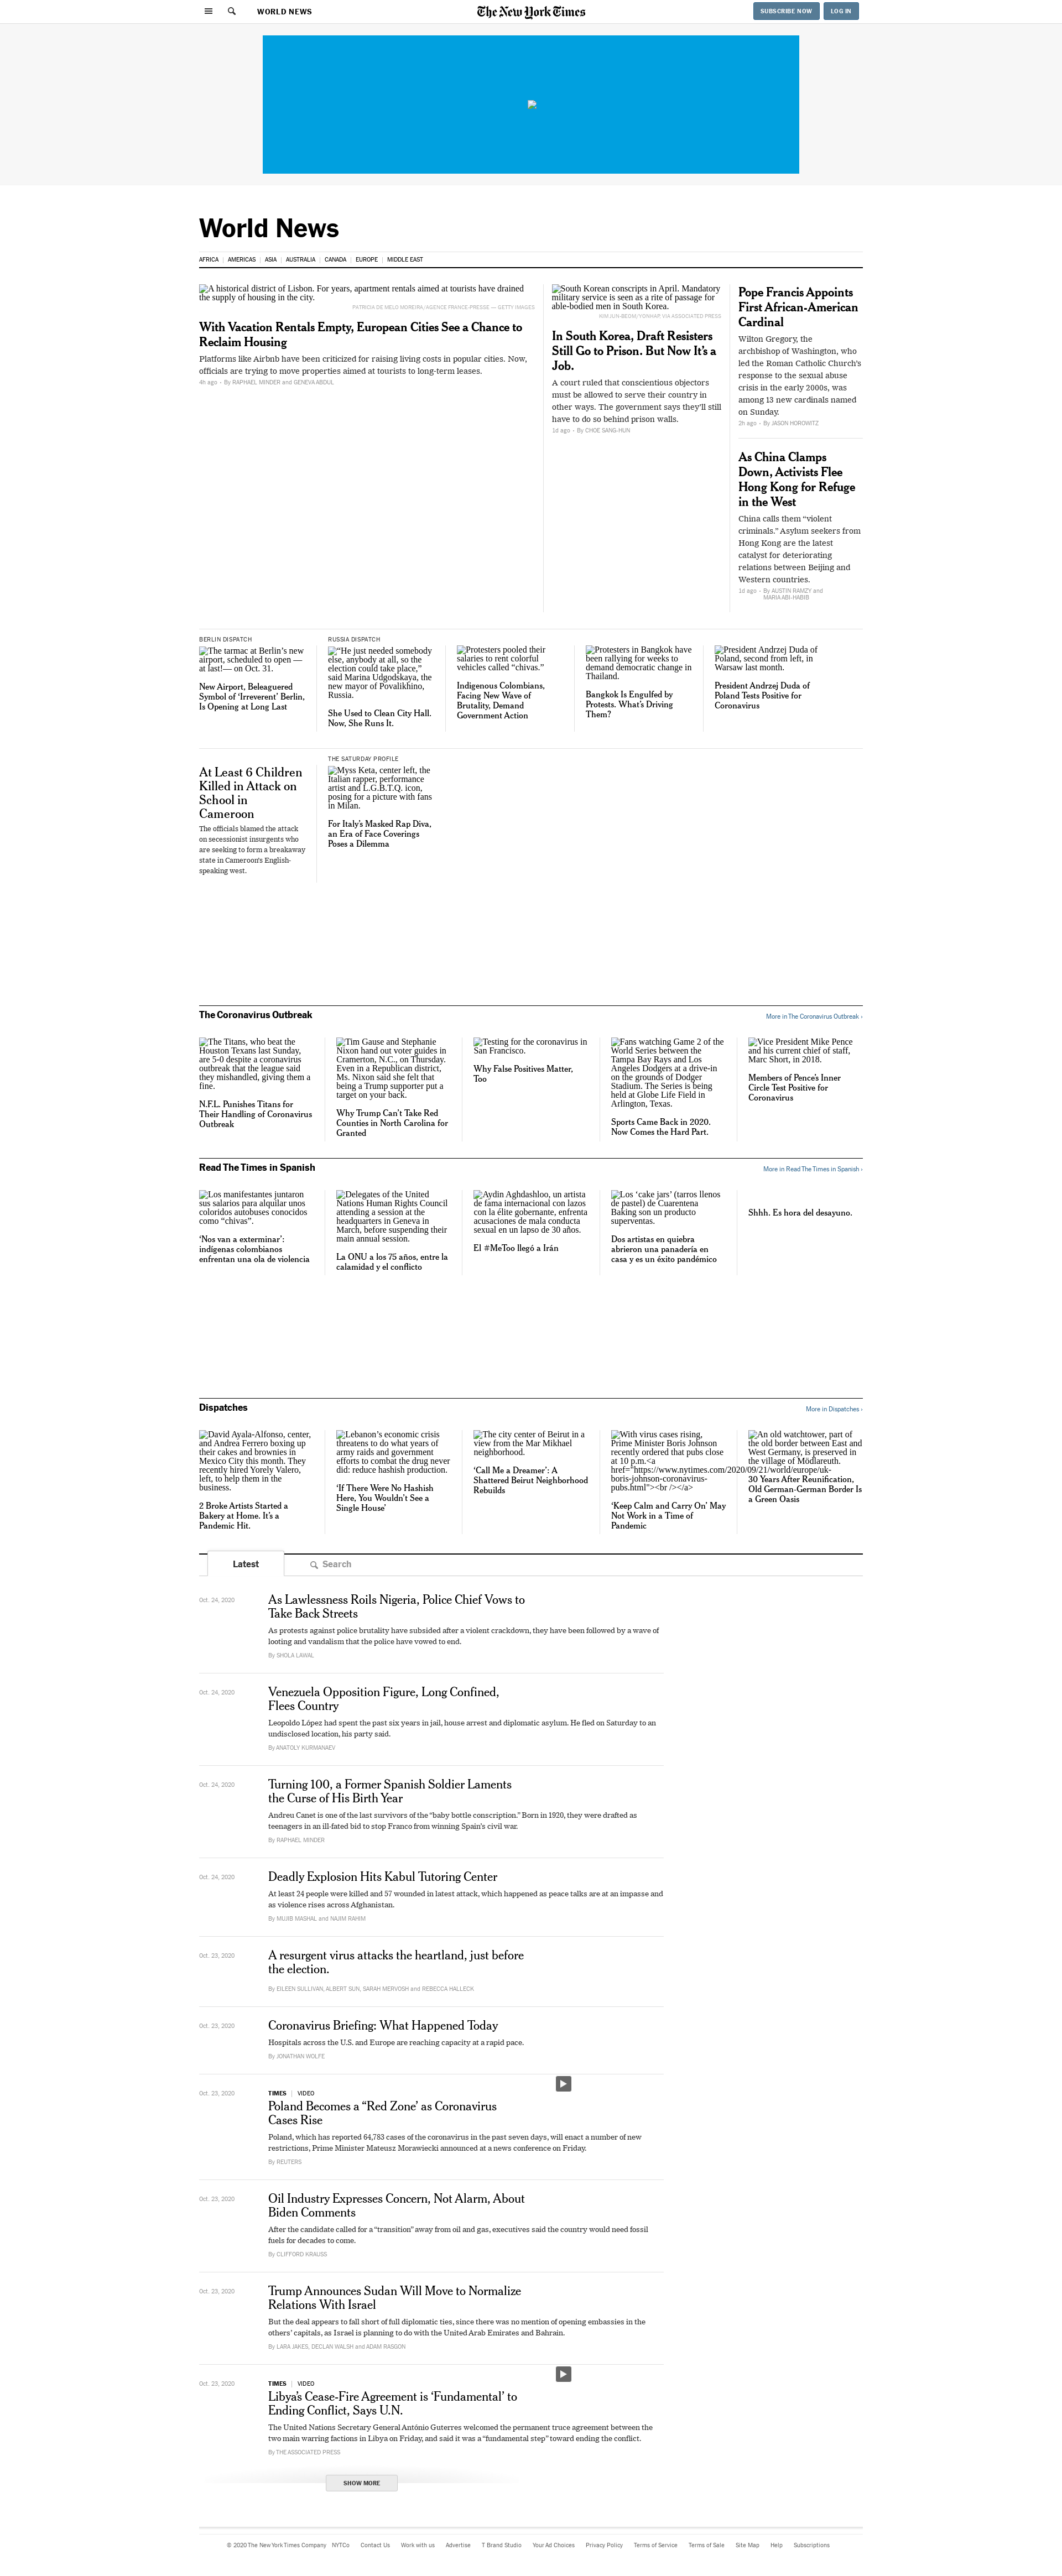 WORLD NEWS
The New York Times
SUBSCRIBE NOW
LOG IN
World News
AFRICA
AMERICAS
ASIA
AUSTRALIA
CANADA
EUROPE
MIDDLE EAST
A historical district of Lisbon. For years, apartment rentals aimed at tourists have drained
the supply of housing in the city.
PATRICIA DE MELO MOREIRA/AGENCE FRANCE-PRESSE — GETTY IMAGES
With Vacation Rentals Empty, European Cities See a Chance to
Reclaim Housing
Platforms like Airbnb have been criticized for raising living costs in popular cities. Now,
officials are trying to move properties aimed at tourists to long-term leases.
4h ago
By RAPHAEL MINDER and GENEVA ABDUL
South Korean conscripts in April. Mandatory
military service is seen as a rite of passage for
able-bodied men in South Korea.
KIM JUN-BEOM/YONHAP, VIA ASSOCIATED PRESS
In South Korea, Draft Resisters
Still Go to Prison. But Now It’s a
Job.
A court ruled that conscientious objectors
must be allowed to serve their country in
other ways. The government says they’ll still
have to do so behind prison walls.
1d ago
By CHOE SANG-HUN
Pope Francis Appoints
First African-American
Cardinal
Wilton Gregory, the
archbishop of Washington, who
led the Roman Catholic Church’s
response to the sexual abuse
crisis in the early 2000s, was
among 13 new cardinals named
on Sunday.
2h ago
By JASON HOROWITZ
As China Clamps
Down, Activists Flee
Hong Kong for Refuge
in the West
China calls them “violent
criminals.” Asylum seekers from
Hong Kong are the latest
catalyst for deteriorating
relations between Beijing and
Western countries.
1d ago
By AUSTIN RAMZY and
MARIA ABI-HABIB
BERLIN DISPATCH
The tarmac at Berlin’s new
airport, scheduled to open —
at last!— on Oct. 31.
New Airport, Beleaguered
Symbol of ‘Irreverent’ Berlin,
Is Opening at Long Last
RUSSIA DISPATCH
“He just needed somebody
else, anybody at all, so the
election could take place,”
said Marina Udgodskaya, the
new mayor of Povalikhino,
Russia.
She Used to Clean City Hall.
Now, She Runs It.
Protesters pooled their
salaries to rent colorful
vehicles called “chivas.”
Indigenous Colombians,
Facing New Wave of
Brutality, Demand
Government Action
Protesters in Bangkok have
been rallying for weeks to
demand democratic change in
Thailand.
Bangkok Is Engulfed by
Protests. What’s Driving
Them?
President Andrzej Duda of
Poland, second from left, in
Warsaw last month.
President Andrzej Duda of
Poland Tests Positive for
Coronavirus
At Least 6 Children
Killed in Attack on
School in
Cameroon
The officials blamed the attack
on secessionist insurgents who
are seeking to form a breakaway
state in Cameroon’s English-
speaking west.
THE SATURDAY PROFILE
Myss Keta, center left, the
Italian rapper, performance
artist and L.G.B.T.Q. icon,
posing for a picture with fans
in Milan.
For Italy’s Masked Rap Diva,
an Era of Face Coverings
Poses a Dilemma
The Coronavirus Outbreak
More in The Coronavirus Outbreak ›
The Titans, who beat the
Houston Texans last Sunday,
are 5-0 despite a coronavirus
outbreak that the league said
they mishandled, giving them a
fine.
N.F.L. Punishes Titans for
Their Handling of Coronavirus
Outbreak
Tim Gause and Stephanie
Nixon hand out voter guides in
Cramerton, N.C., on Thursday.
Even in a Republican district,
Ms. Nixon said she felt that
being a Trump supporter put a
target on your back.
Why Trump Can’t Take Red
Counties in North Carolina for
Granted
Testing for the coronavirus in
San Francisco.
Why False Positives Matter,
Too
Fans watching Game 2 of the
World Series between the
Tampa Bay Rays and Los
Angeles Dodgers at a drive-in
on the grounds of Dodger
Stadium. The Series is being
held at Globe Life Field in
Arlington, Texas.
Sports Came Back in 2020.
Now Comes the Hard Part.
Vice President Mike Pence
and his current chief of staff,
Marc Short, in 2018.
Members of Pence’s Inner
Circle Test Positive for
Coronavirus
Read The Times in Spanish
More in Read The Times in Spanish ›
Los manifestantes juntaron
sus salarios para alquilar unos
coloridos autobuses conocidos
como “chivas”.
‘Nos van a exterminar’:
indígenas colombianos
enfrentan una ola de violencia
Delegates of the United
Nations Human Rights Council
attending a session at the
headquarters in Geneva in
March, before suspending their
main annual session.
La ONU a los 75 años, entre la
calamidad y el conflicto
Aydin Aghdashloo, un artista
de fama internacional con lazos
con la élite gobernante, enfrenta
acusaciones de mala conducta
sexual en un lapso de 30 años.
El #MeToo llegó a Irán
Los ‘cake jars’ (tarros llenos
de pastel) de Cuarentena
Baking son un producto
superventas.
Dos artistas en quiebra
abrieron una panadería en
casa y es un éxito pandémico
Shhh. Es hora del desayuno.
Dispatches
More in Dispatches ›
David Ayala-Alfonso, center,
and Andrea Ferrero boxing up
their cakes and brownies in
Mexico City this month. They
recently hired Yorely Valero,
left, to help them in the
business.
2 Broke Artists Started a
Bakery at Home. It’s a
Pandemic Hit.
Lebanon’s economic crisis
threatens to do what years of
army raids and government
efforts to combat the drug never
did: reduce hashish production.
‘If There Were No Hashish
Here, You Wouldn’t See a
Single House’
The city center of Beirut in a
view from the Mar Mikhael
neighborhood.
‘Call Me a Dreamer’: A
Shattered Beirut Neighborhood
Rebuilds
With virus cases rising,
Prime Minister Boris Johnson
recently ordered that pubs close
at 10 p.m.<a
href="https://www.nytimes.com/2020/09/21/world/europe/uk-
boris-johnson-coronavirus-
pubs.html"><br /></a>
‘Keep Calm and Carry On’ May
Not Work in a Time of
Pandemic
An old watchtower, part of
the old border between East and
West Germany, is preserved in
the village of Mödlareuth.
30 Years After Reunification,
Old German-German Border Is
a Green Oasis
Latest
Search
Oct. 24, 2020
As Lawlessness Roils Nigeria, Police Chief Vows to
Take Back Streets
As protests against police brutality have subsided after a violent crackdown, they have been followed by a wave of
looting and vandalism that the police have vowed to end.
By SHOLA LAWAL
Oct. 24, 2020
Venezuela Opposition Figure, Long Confined,
Flees Country
Leopoldo López had spent the past six years in jail, house arrest and diplomatic asylum. He fled on Saturday to an
undisclosed location, his party said.
By ANATOLY KURMANAEV
Oct. 24, 2020
Turning 100, a Former Spanish Soldier Laments
the Curse of His Birth Year
Andreu Canet is one of the last survivors of the “baby bottle conscription.” Born in 1920, they were drafted as
teenagers in an ill-fated bid to stop Franco from winning Spain’s civil war.
By RAPHAEL MINDER
Oct. 24, 2020
Deadly Explosion Hits Kabul Tutoring Center
At least 24 people were killed and 57 wounded in latest attack, which happened as peace talks are at an impasse and
as violence rises across Afghanistan.
By MUJIB MASHAL and NAJIM RAHIM
Oct. 23, 2020
A resurgent virus attacks the heartland, just before
the election.
By EILEEN SULLIVAN, ALBERT SUN, SARAH MERVOSH and REBECCA HALLECK
Oct. 23, 2020
Coronavirus Briefing: What Happened Today
Hospitals across the U.S. and Europe are reaching capacity at a rapid pace.
By JONATHAN WOLFE
Oct. 23, 2020
TIMES | VIDEO
Poland Becomes a “Red Zone' as Coronavirus
Cases Rise
Poland, which has reported 64,783 cases of the coronavirus in the past seven days, will enact a number of new
restrictions, Prime Minister Mateusz Morawiecki announced at a news conference on Friday.
By REUTERS
Oct. 23, 2020
Oil Industry Expresses Concern, Not Alarm, About
Biden Comments
After the candidate called for a “transition” away from oil and gas, executives said the country would need fossil
fuels for decades to come.
By CLIFFORD KRAUSS
Oct. 23, 2020
Trump Announces Sudan Will Move to Normalize
Relations With Israel
But the deal appears to fall short of full diplomatic ties, since there was no mention of opening embassies in the
others’ capitals, as Israel is planning to do with the United Arab Emirates and Bahrain.
By LARA JAKES, DECLAN WALSH and ADAM RASGON
Oct. 23, 2020
TIMES | VIDEO
Libya’s Cease-Fire Agreement is ‘Fundamental’ to
Ending Conflict, Says U.N.
The United Nations Secretary General António Guterres welcomed the permanent truce agreement between the
two main warring factions in Libya on Friday, and said it was a “fundamental step” toward ending the conflict.
By THE ASSOCIATED PRESS
SHOW MORE
© 2020 The New York Times Company
NYTCo
Contact Us
Work with us
Advertise
T Brand Studio
Your Ad Choices
Privacy Policy
Terms of Service
Terms of Sale
Site Map
Help
Subscriptions